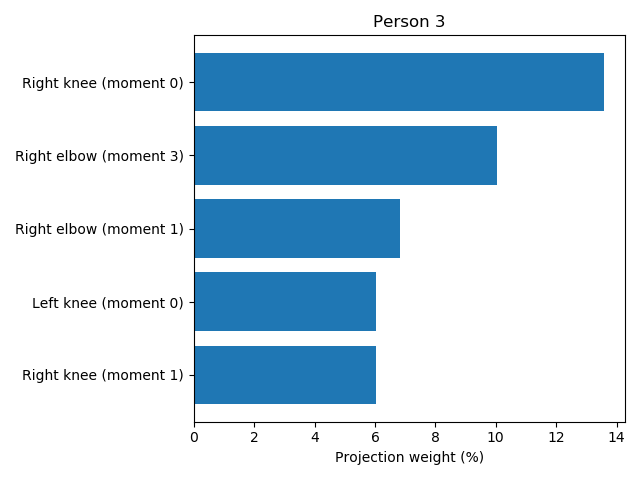 Person 3
Right knee (moment 0)
Right elbow (moment 3)
Right elbow (moment 1)
Left knee (moment 0)
Right knee (moment 1)
0 2 4 6 8 10 12 14
Projection weight (%)